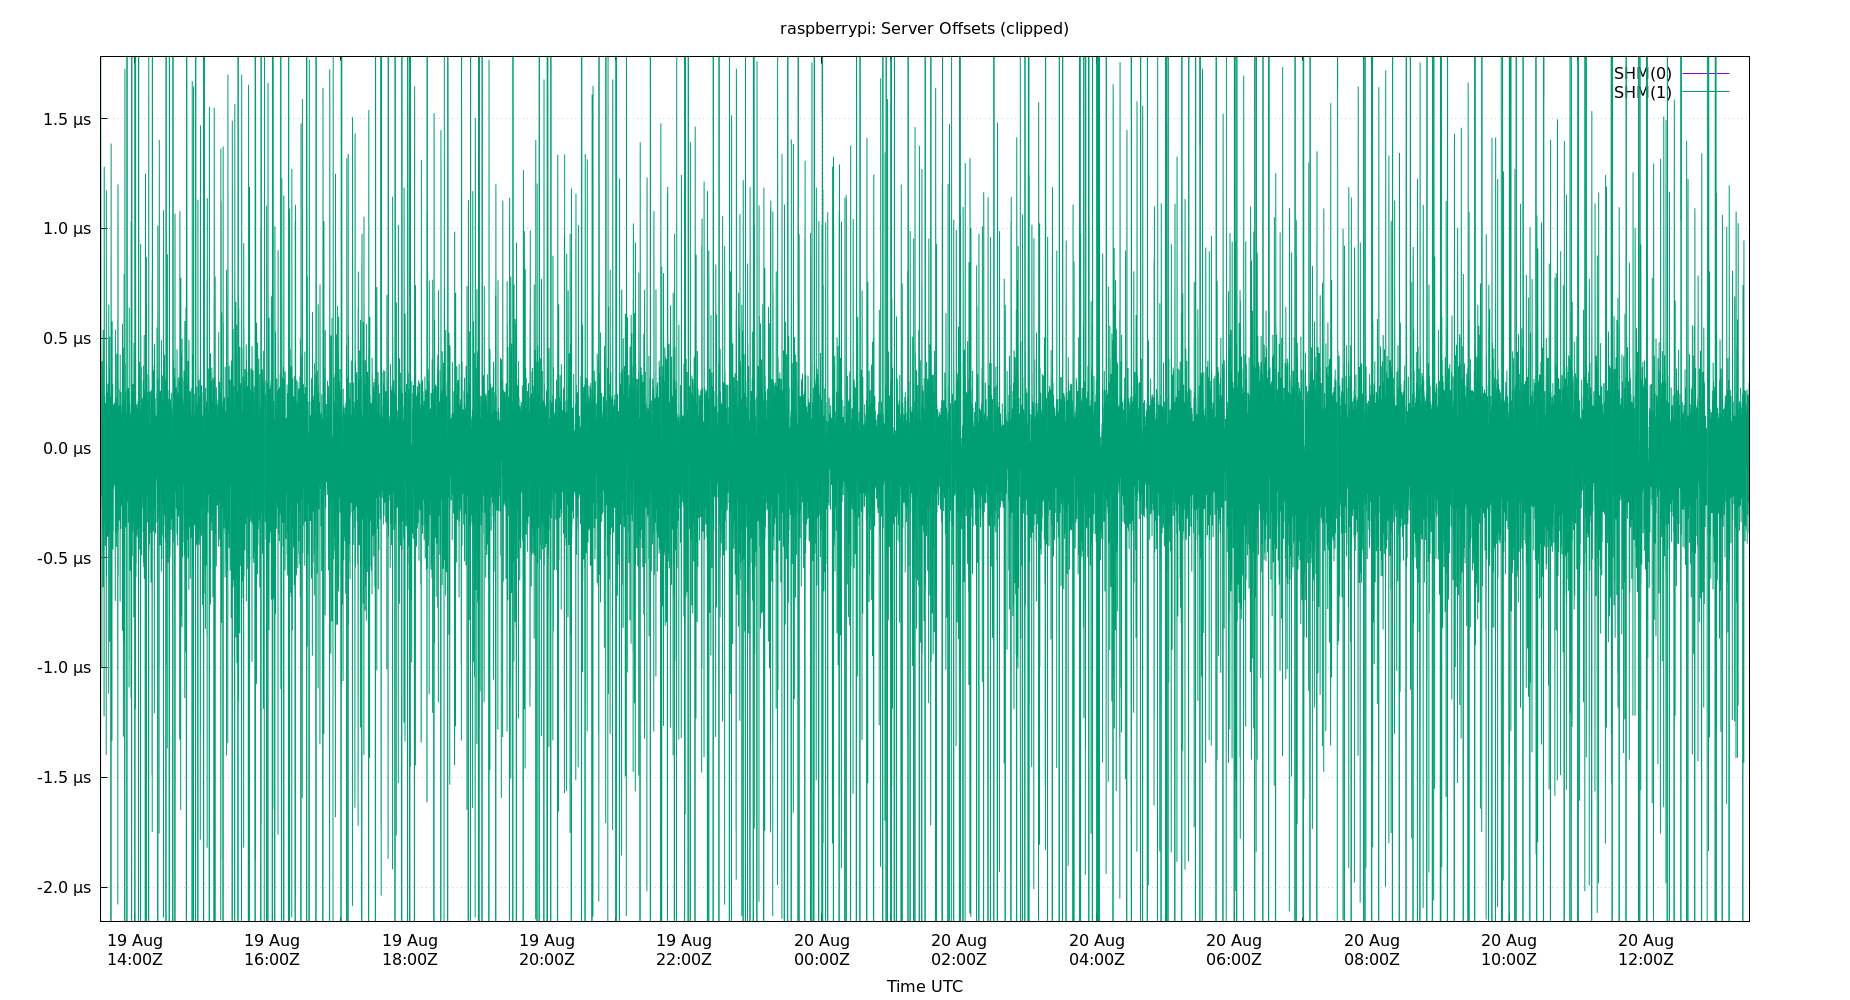 raspberrypi: Server Offsets (clipped)
SHM(0)
SHM(1)
1.5 µs
1.0 µs
0.5 µs
0.0 µs
-0.5 µs
-1.0 µs
-1.5 µs
-2.0 µs
19 Aug 19 Aug 19 Aug 19 Aug 19 Aug 20 Aug 20 Aug 20 Aug 20 Aug 20 Aug 20 Aug 20 Aug
14:00Z 16:00Z 18:00Z 20:00Z 22:00Z 00:00Z 02:00Z 04:00Z 06:00Z 08:00Z 10:00Z 12:00Z
Time UTC